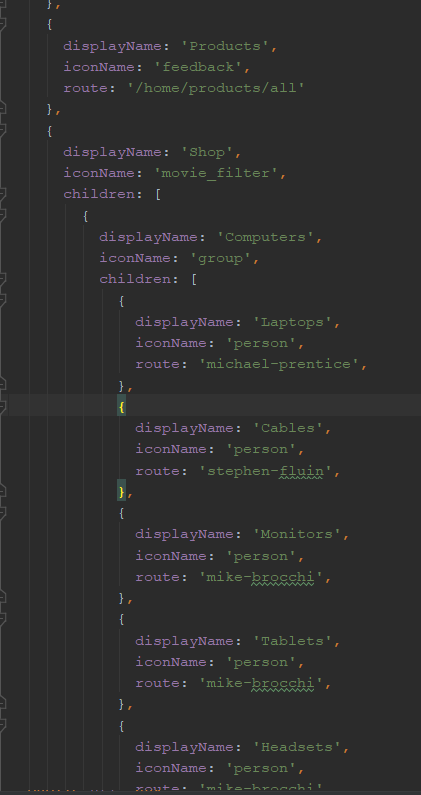 },
{
displayName: 'Products',
iconName: 'feedback',
route: '/home/products/all'
},
{
displayName: 'Shop',
iconName: 'movie_filter',
children: [
{
displayName: 'Computers',
iconName: 'group',
children: [
{
displayName: 'Laptops',
iconName: 'person',
route: 'michael-prentice',
},
{
displayName: 'Cables',
iconName: 'person',
route: 'stephen-fluin',
},
{
displayName: 'Monitors',
iconName: 'person',
route: 'mike-brocchi',
},
{
displayName: 'Tablets',
iconName: 'person',
route: 'mike-brocchi',
},
{
displayName: 'Headsets',
iconName: 'person',
route: 'mike-brocchi'